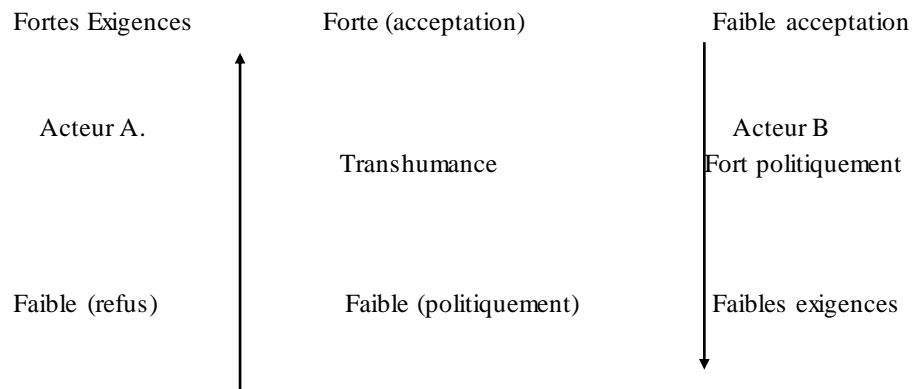 Fortes Exigences Forte (acceptation) Faible acceptation
Acteur A. Acteur B
Transhumance Fort politiquement
Faible (refus) Faible (politiquement) Faibles exigences